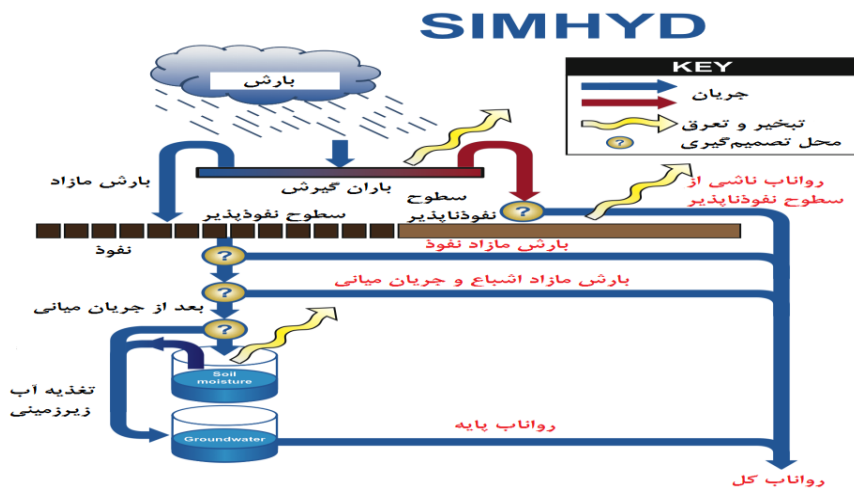 SIMHYD
KEY
جریان
تبخیر و تعرق
محل تصمیم‌گیری
بارش
بارش مازاد
باران گیرشی
سطوح نفوذپذیر
سطوح
نفوذناپذیر
رواناب ناشی از
سطوح نفوذناپذیر
نفوذ
بارش مازاد نفوذ
بارش مازاد اشباع و جریان میانی
بعد از جریان میانی
?
?
?
?
?
Soil
moisture
تغذیه آب
زیرزمینی
Groundwater
رواناب پایه
رواناب کل